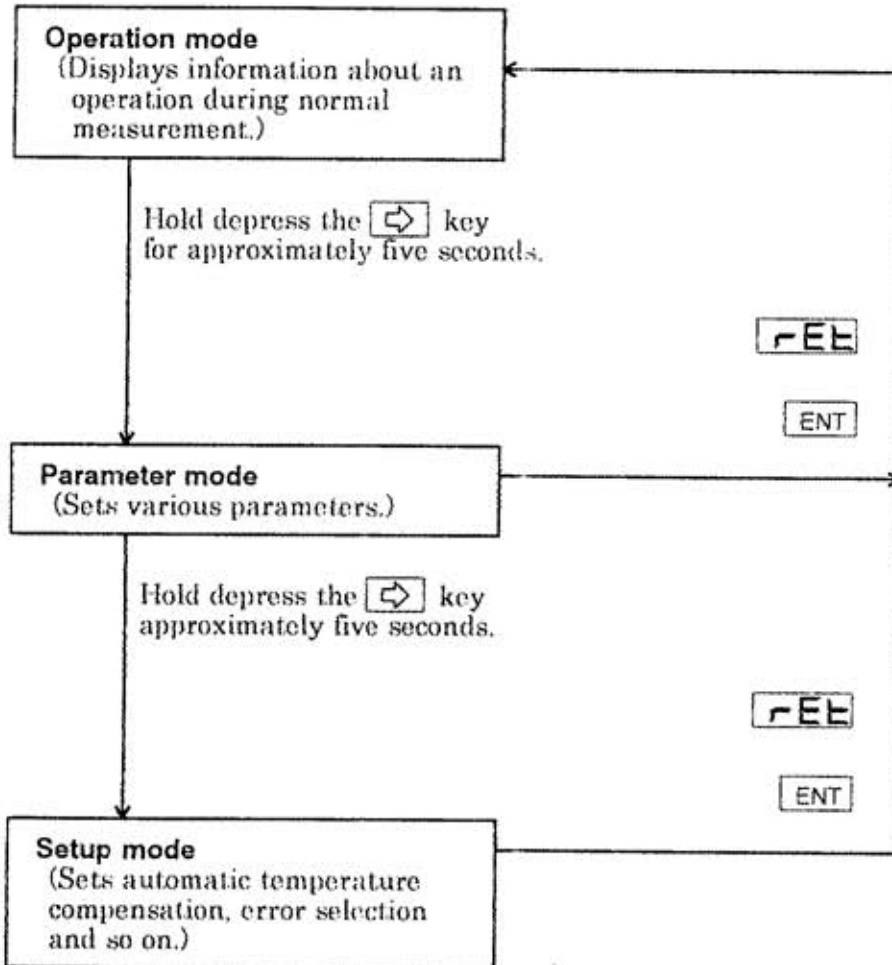 Operation mode
(Displays information about an
operation during normal
measurement.)
Hold depress the ⇨ key
for approximately five seconds.
rEt
ENT
Parameter mode
(Sets various parameters.)
Hold depress the ⇨ key
approximately five seconds.
rEt
ENT
Setup mode
(Sets automatic temperature
compensation, error selection
and so on.)